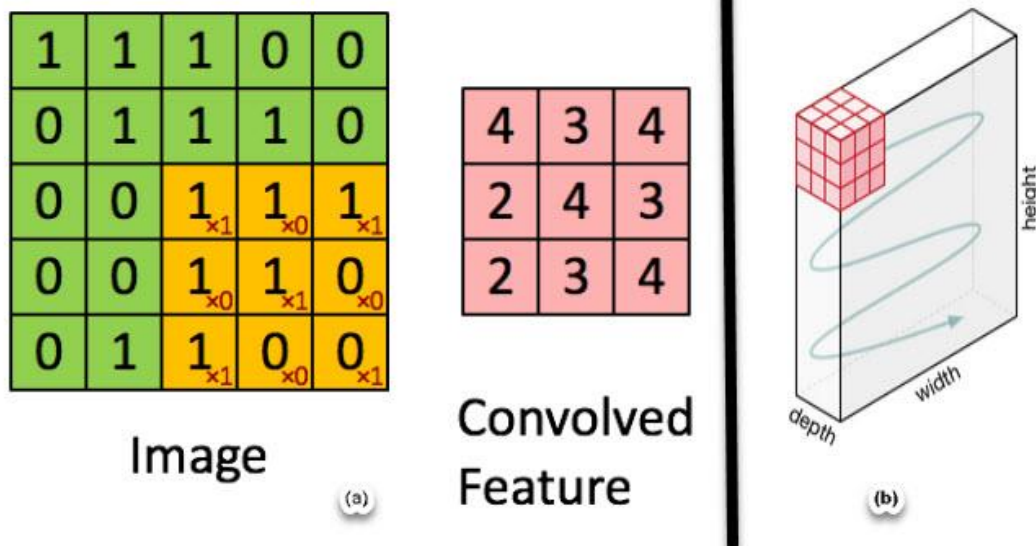 1 1 1 0 0
0 1 1 1 0
0 0 1×1 1×0 1×1
0 0 1×0 1×1 0×0
0 1 1×1 0×0 0×1
Image
(a)
4 3 4
2 4 3
2 3 4
Convolved
Feature
height
width
depth
(b)